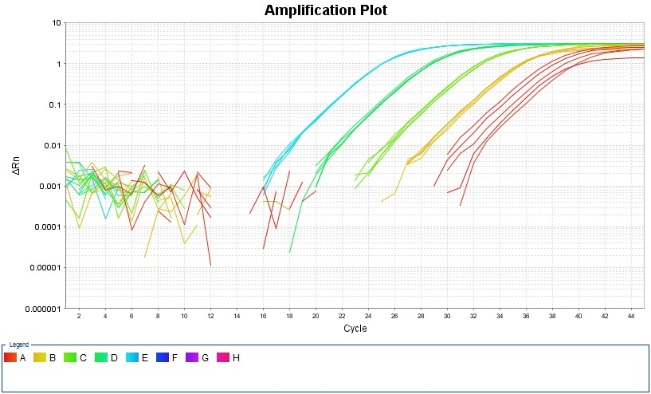 Amplification Plot
10
1
0.1
0.01
0.001
0.0001
0.00001
0.000001
ΔRn
2 4 6 8 10 12 14 16 18 20 22 24 26 28 30 32 34 36 38 40 42 44
Cycle
Legend
A B C D E F G H